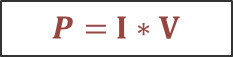 P = I * V